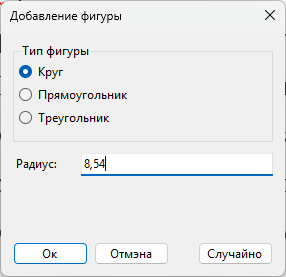 Добавление фигуры
Тип фигуры
Круг
Прямоугольник
Треугольник
Радиус: 8,54
Ок Отмэна Случайно